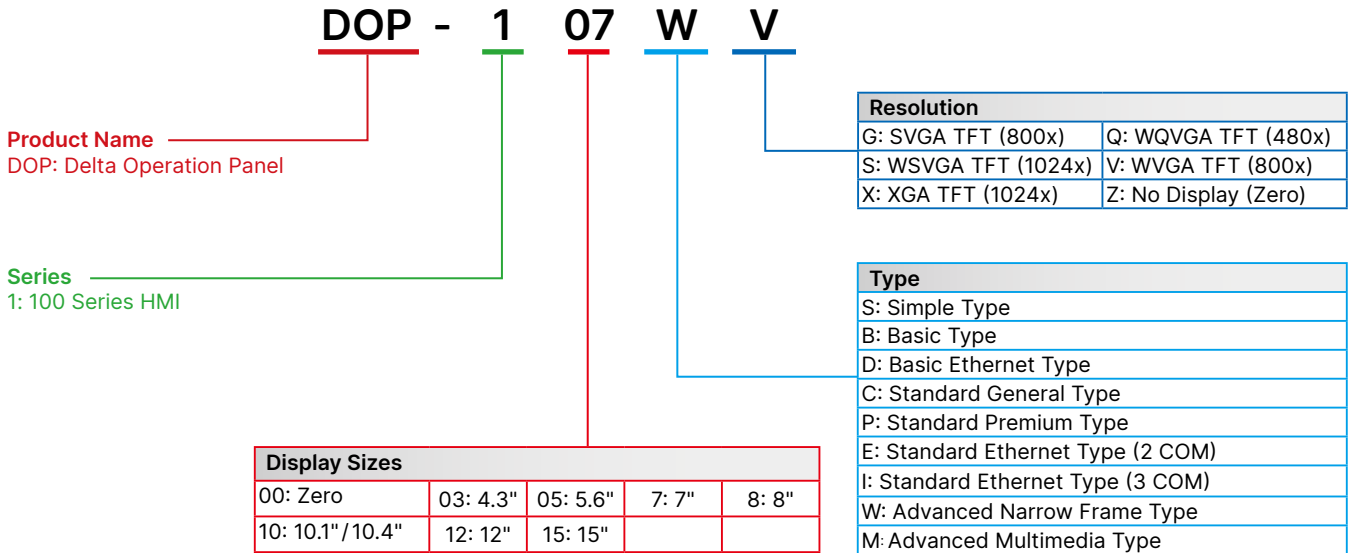 DOP - 1 07 W V
Product Name
DOP: Delta Operation Panel
Series
1: 100 Series HMI
Resolution
G: SVGA TFT (800x) Q: WQVGA TFT (480x)
S: WSVGA TFT (1024x) V: WVGA TFT (800x)
X: XGA TFT (1024x) Z: No Display (Zero)
Type
S: Simple Type
B: Basic Type
D: Basic Ethernet Type
C: Standard General Type
P: Standard Premium Type
E: Standard Ethernet Type (2 COM)
I: Standard Ethernet Type (3 COM)
W: Advanced Narrow Frame Type
M: Advanced Multimedia Type
Display Sizes
00: Zero 03: 4.3" 05: 5.6" 7: 7" 8: 8"
10: 10.1"/10.4" 12: 12" 15: 15"